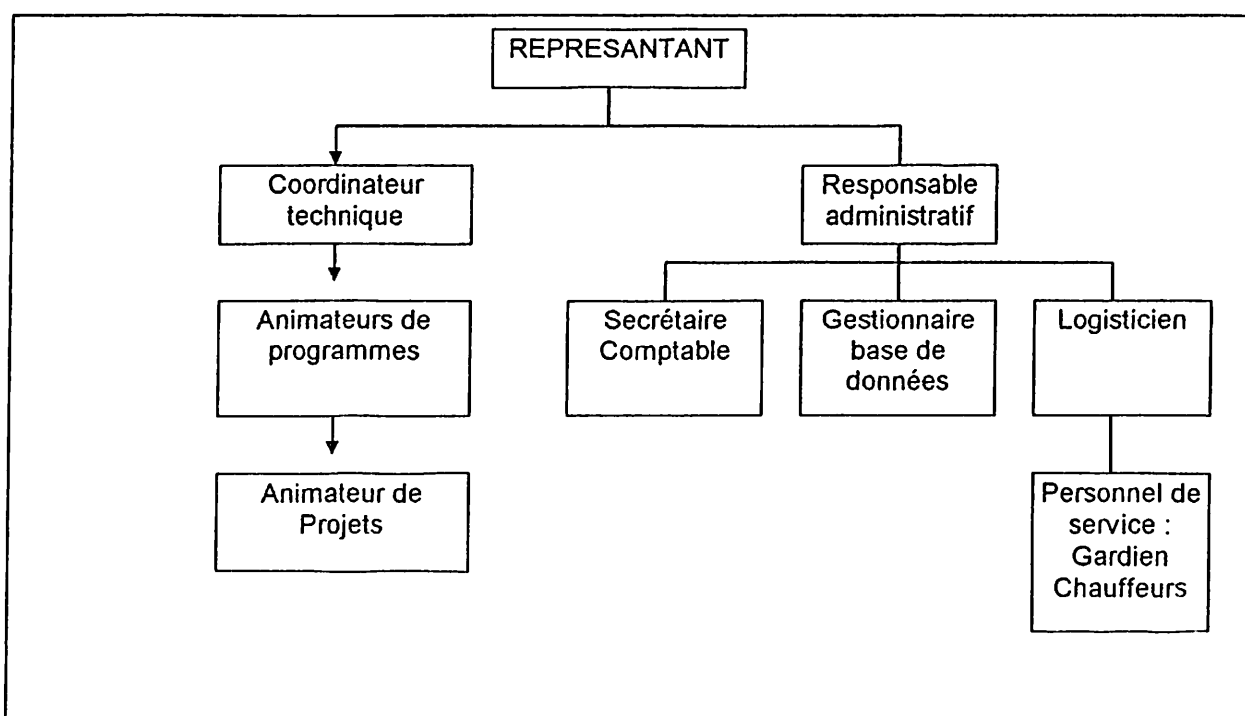 REPRESANTANT
Coordinateur
technique
Responsable
administratif
Animateurs de
programmes
Secrétaire
Comptable
Gestionnaire
base de
données
Logisticien
Animateur de
Projets
Personnel de
service :
Gardien
Chauffeurs